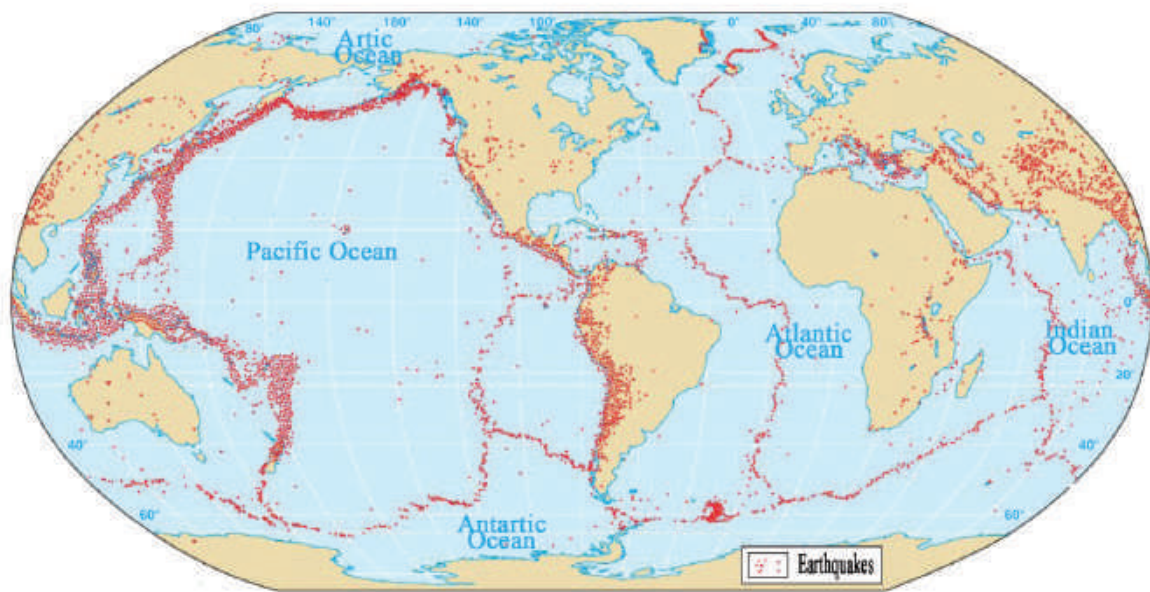 80° 140° 180° 140° 100° 0° 40° 80°
Artic
Ocean
Pacific Ocean
0°
Atlantic
Ocean
Indian
Ocean
20°
40° 40°
60° 60°
Antartic
Ocean
Earthquakes